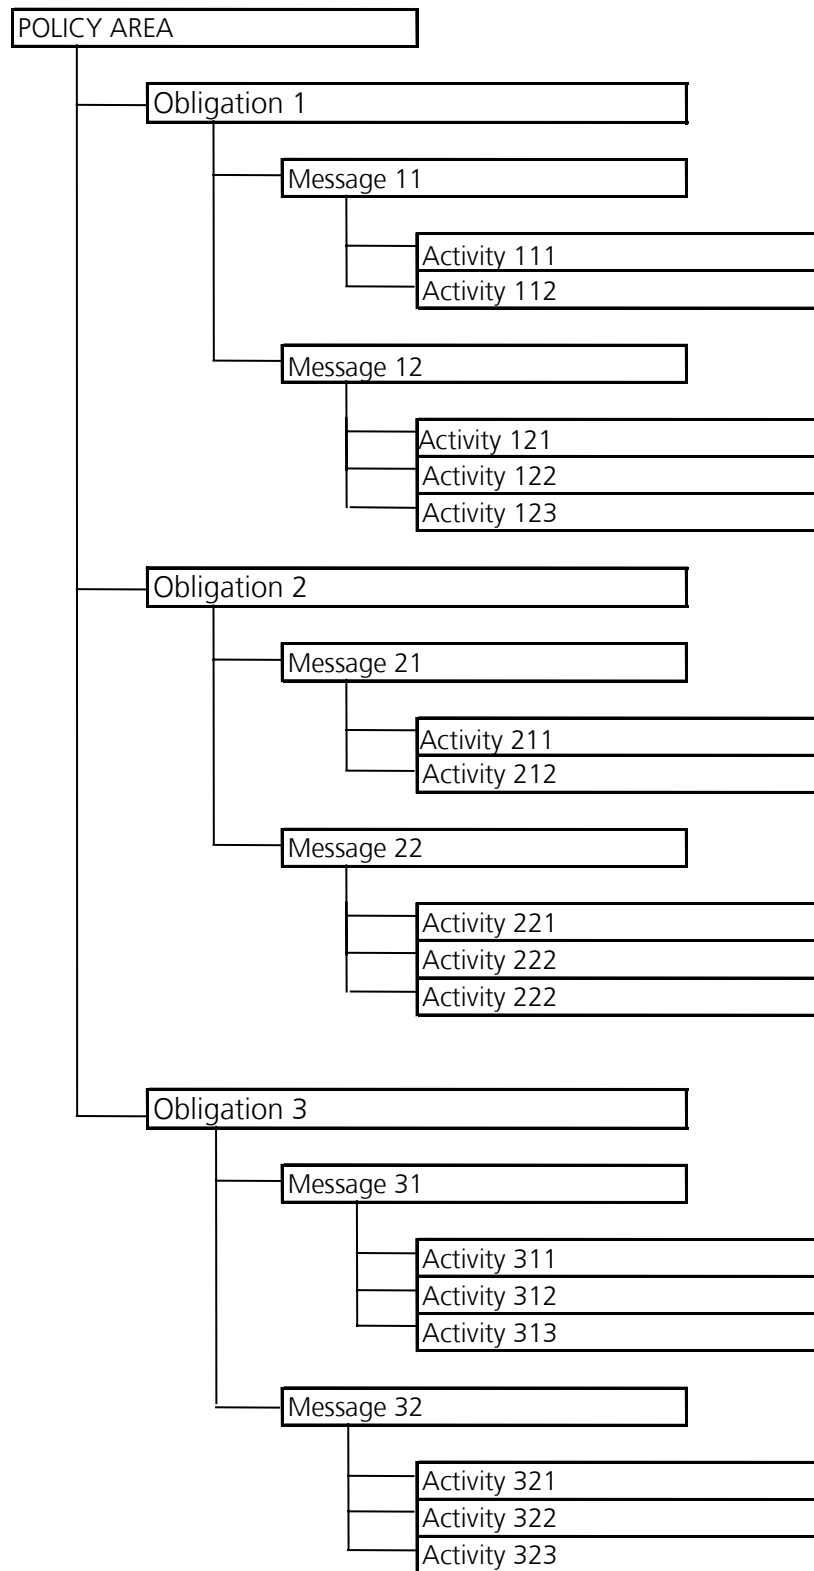 POLICY AREA
Obligation 1
Message 11
Activity 111
Activity 112
Message 12
Activity 121
Activity 122
Activity 123
Obligation 2
Message 21
Activity 211
Activity 212
Message 22
Activity 221
Activity 222
Activity 222
Obligation 3
Message 31
Activity 311
Activity 312
Activity 313
Message 32
Activity 321
Activity 322
Activity 323